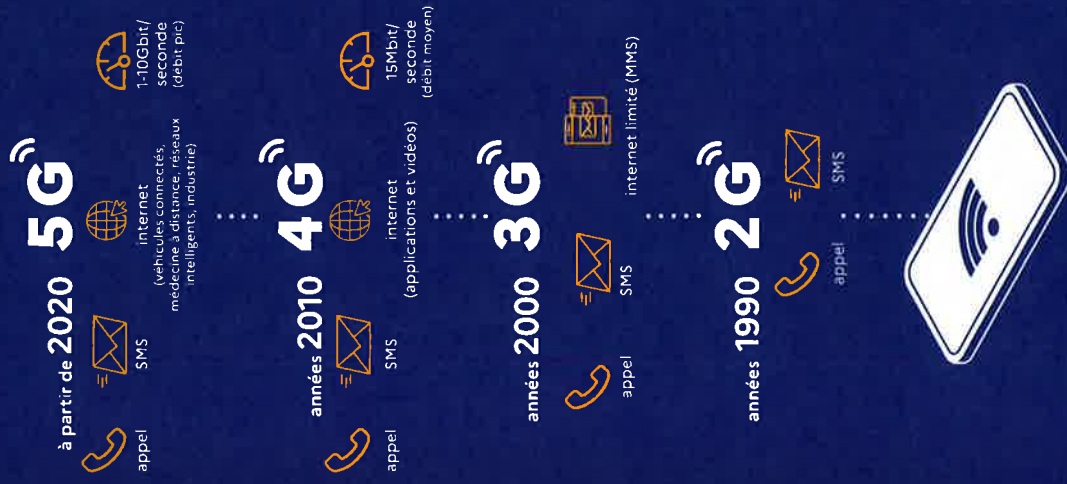 à partir de 2020 5G
appel
SMS
internet
(véhicules connectés,
médecine à distance, réseaux
intelligents, industrie)
1-10Gbit/
seconde
(débit pic)
années 2010 4G
appel
SMS
internet
(applications et vidéos)
15Mbit/
seconde
(débit moyen)
années 2000 3G
appel
SMS
internet limité (MMS)
années 1990 2G
appel
SMS